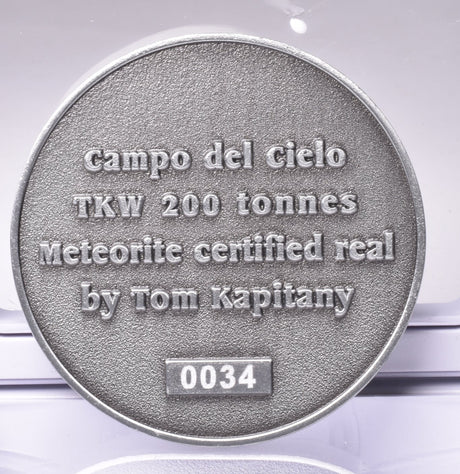 Campo del cielo
TKW 200 tonnes
Meteorite certified real
by Tom Kapitany
0034